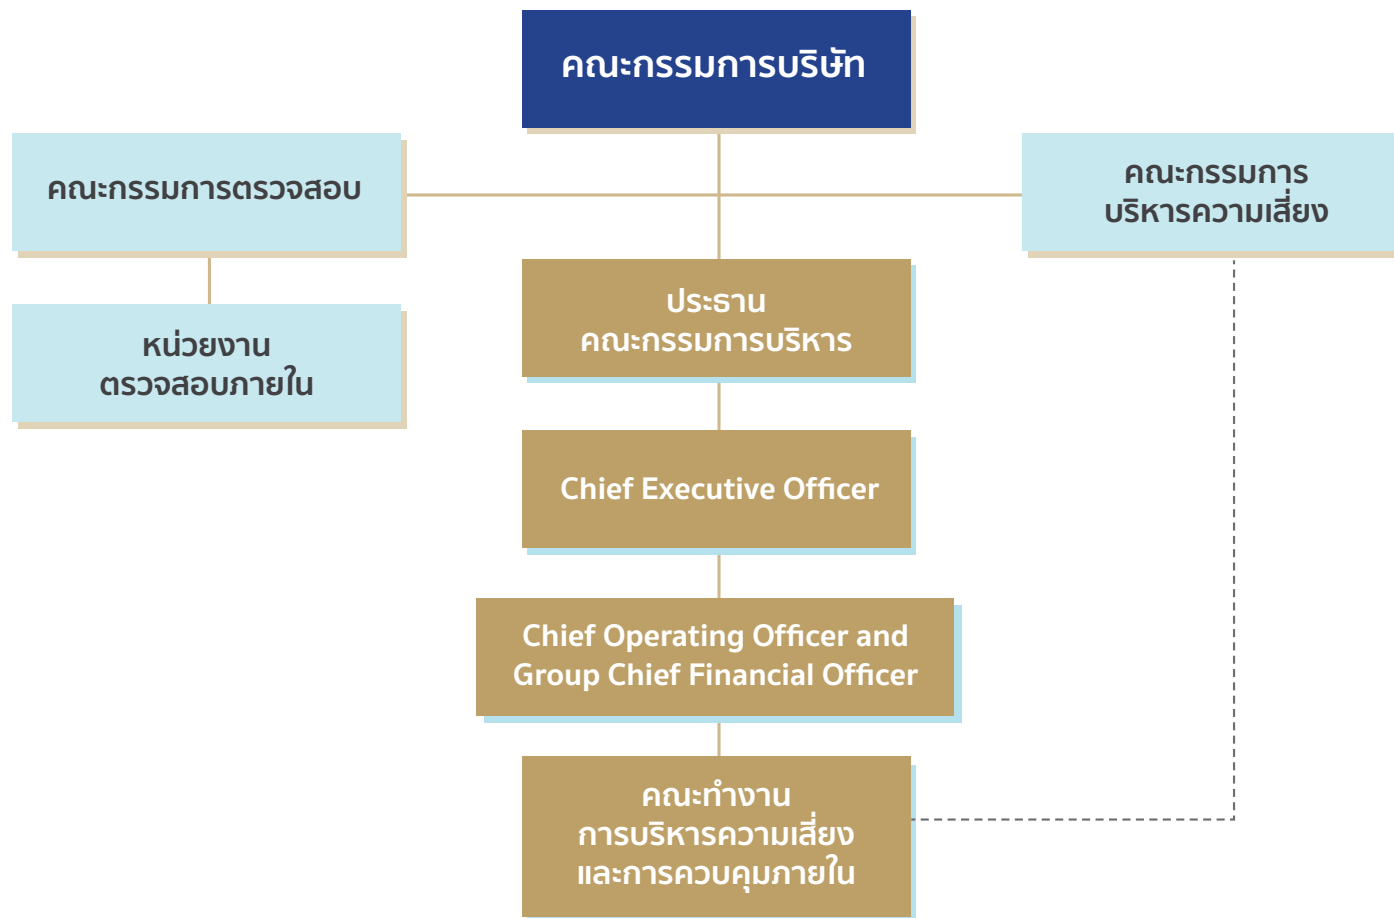 คณะกรรมการบริษัท
คณะกรรมการตรวจสอบ
คณะกรรมการ
บริหารความเสี่ยง
หน่วยงาน
ตรวจสอบภายใน
ประธาน
คณะกรรมการบริหาร
Chief Executive Officer
Chief Operating Officer and
Group Chief Financial Officer
คณะทำงาน
การบริหารความเสี่ยง
และการควบคุมภายใน